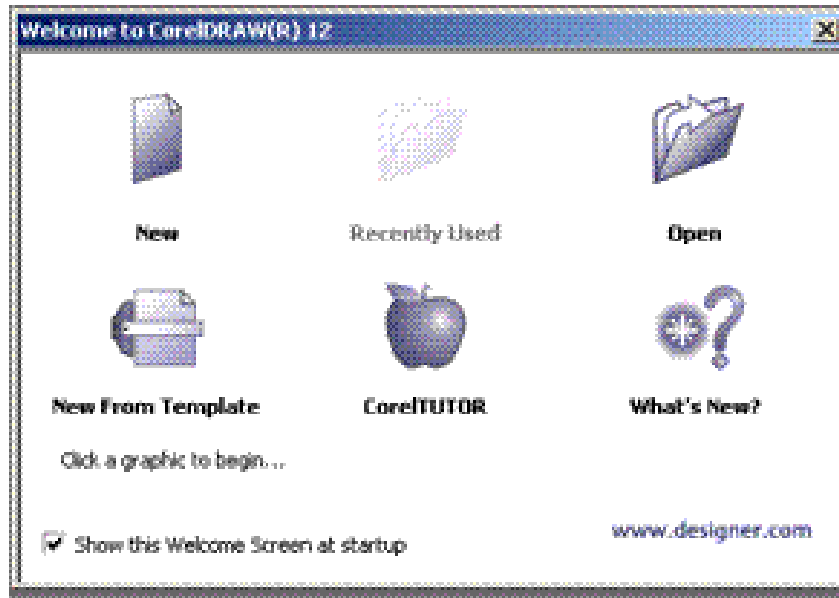 Welcome to CorelDRAW(R) 12
New
Recently Used
Open
New From Template
CorelTUTOR
What's New?
Click a graphic to begin...
Show this Welcome Screen at startup
www.designer.com